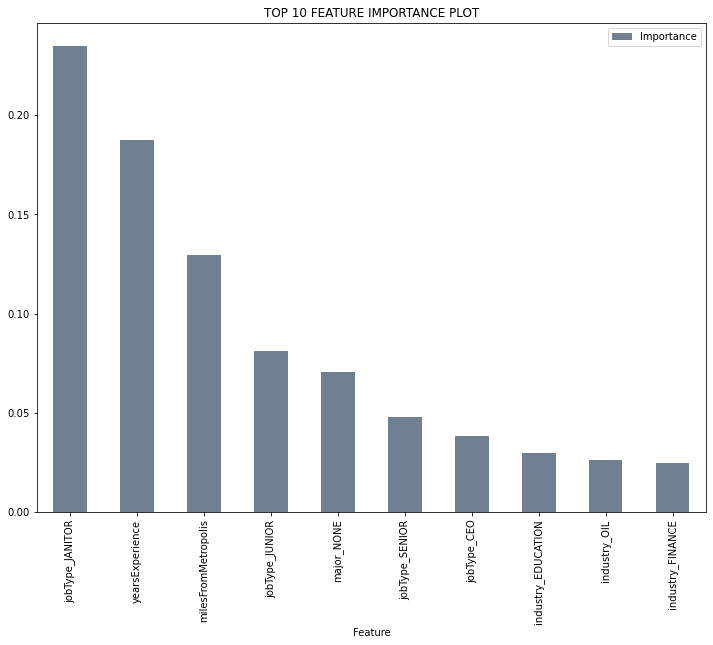 TOP 10 FEATURE IMPORTANCE PLOT
Importance
0.20
0.15
0.10
0.05
0.00
jobType_JANITOR
yearsExperience
milesFromMetropolis
jobType_JUNIOR
major_NONE
jobType_SENIOR
jobType_CEO
industry_EDUCATION
industry_OIL
industry_FINANCE
Feature